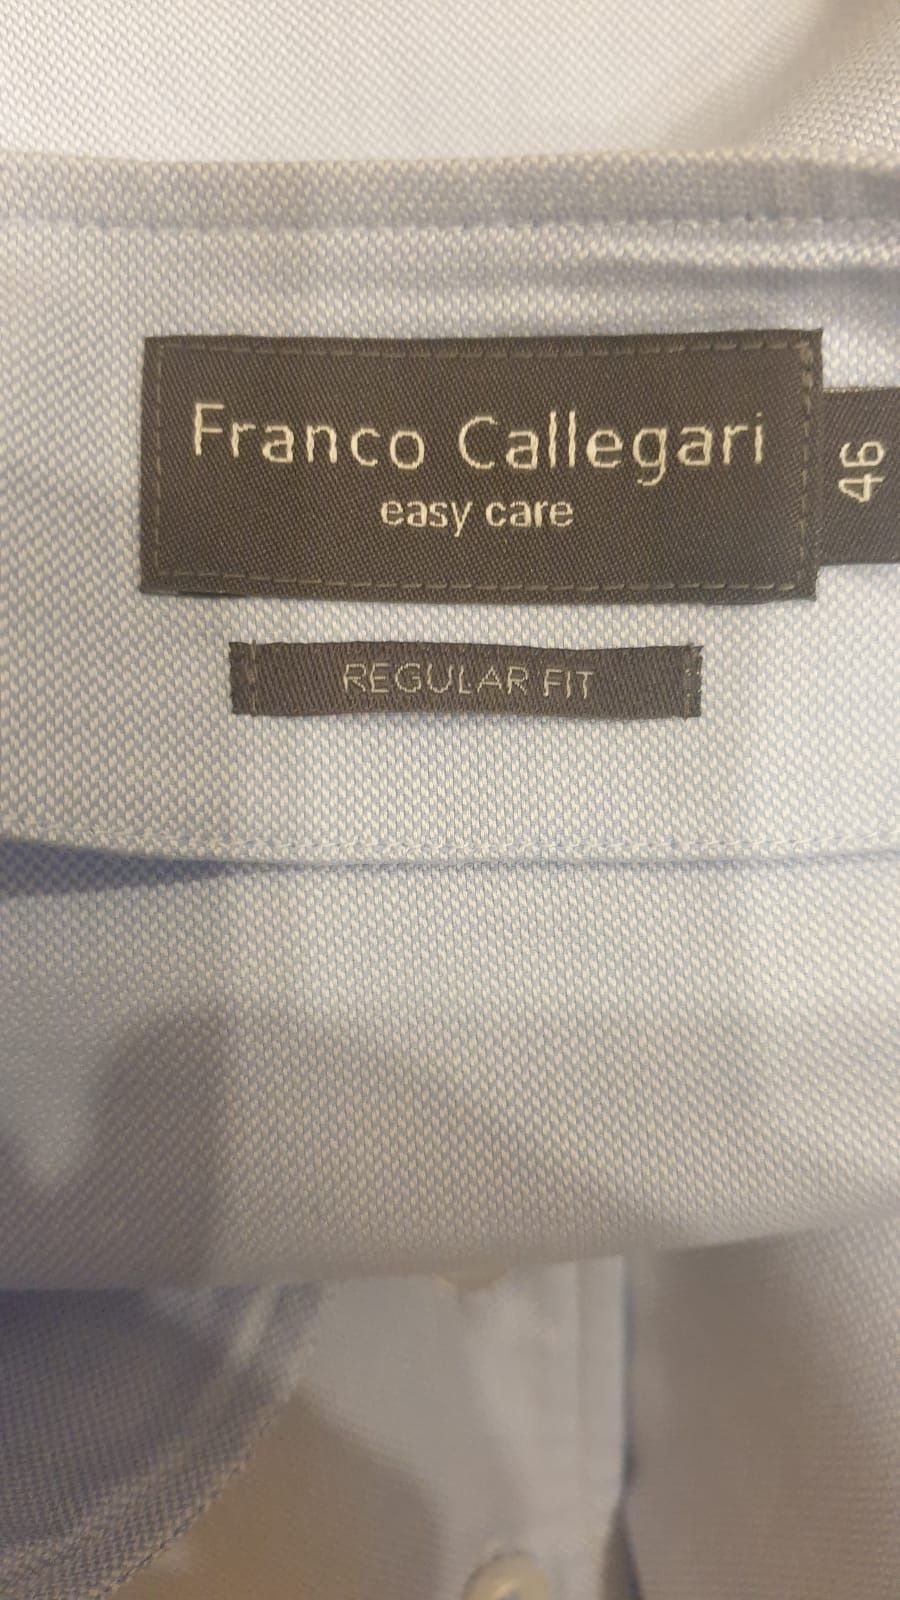 Franco Callegari
easy care
46
REGULAR FIT